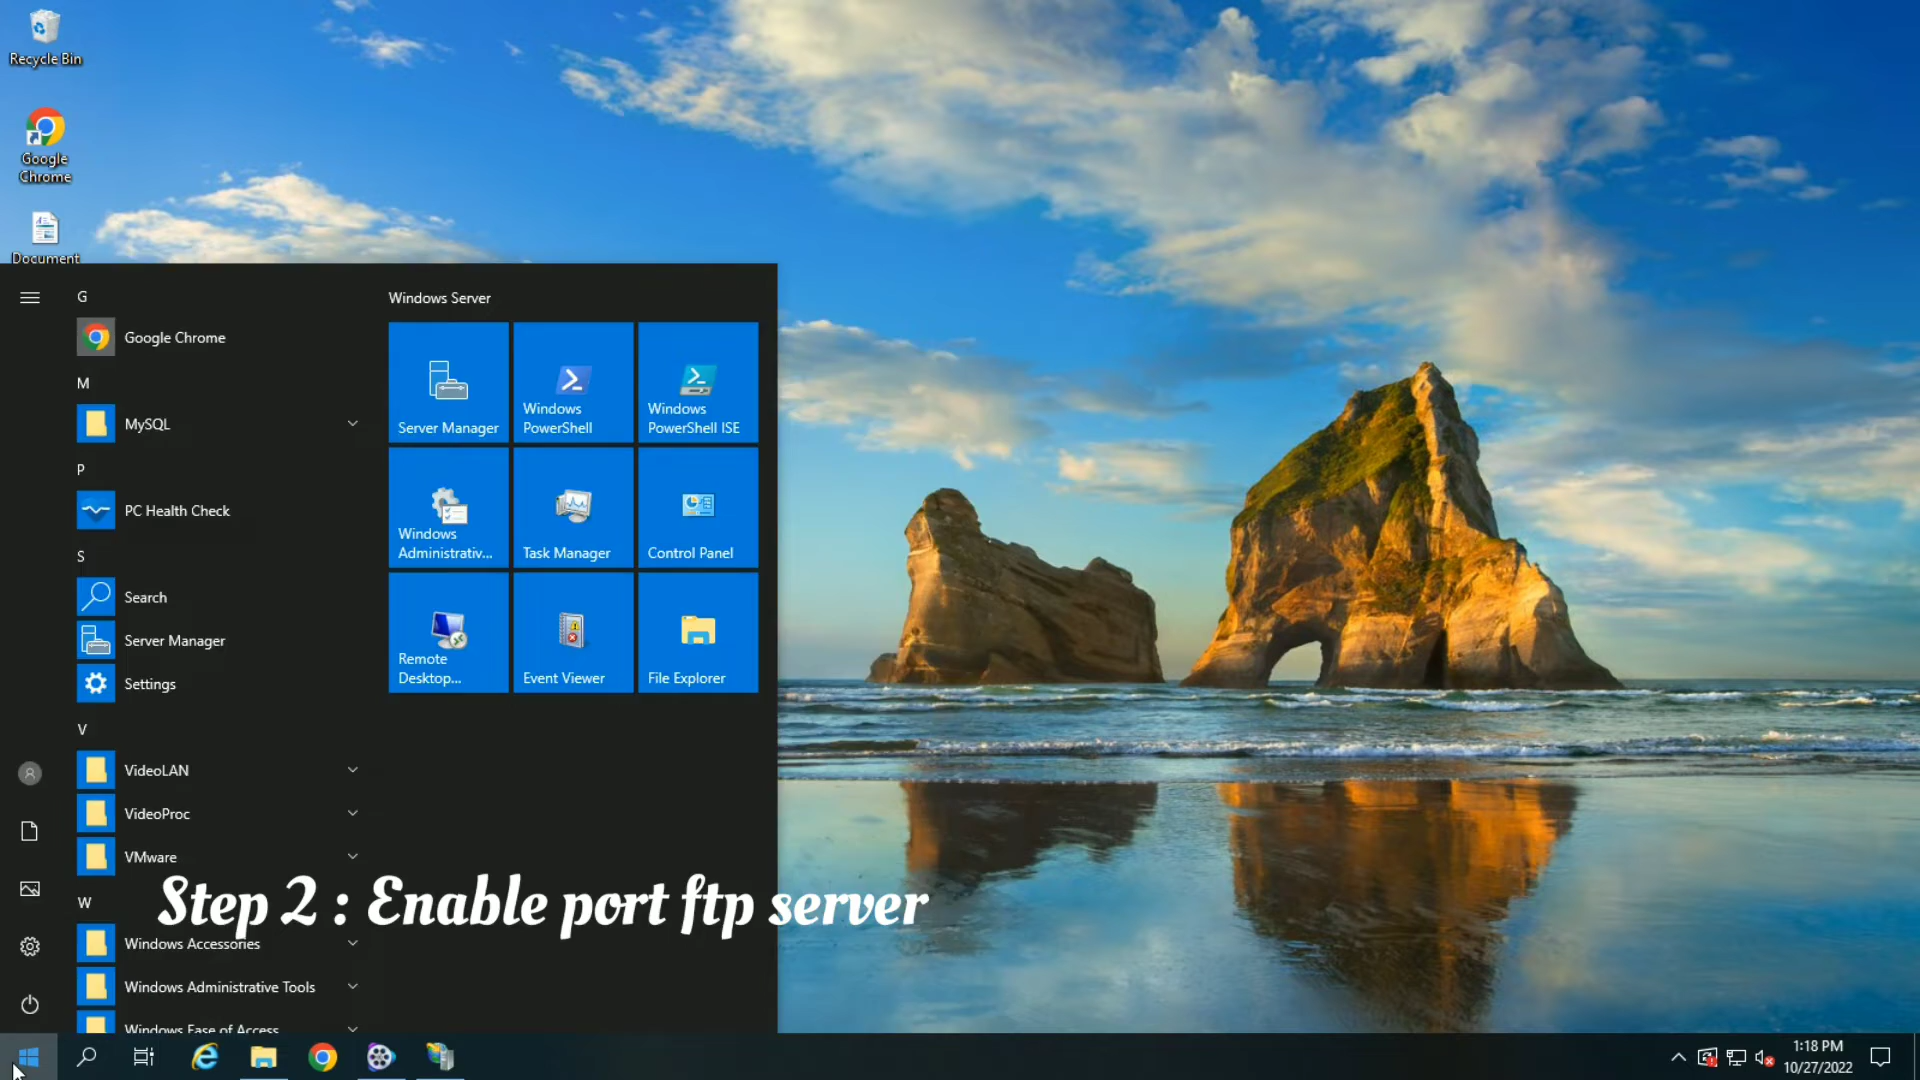 Recycle Bin
Google
Chrome
Document
G
Google Chrome
M
MySQL
P
PC Health Check
S
Search
Server Manager
Settings
V
VideoLAN
VideoProc
VMware
W
Windows Accessories
Windows Administrative Tools
Windows Ease of Access
Windows Server
Server Manager
Windows
PowerShell
Windows
PowerShell ISE
Windows
Administrativ...
Task Manager
Control Panel
Remote
Desktop...
Event Viewer
File Explorer
Step 2 : Enable port ftp server
1:18 PM
10/27/2022